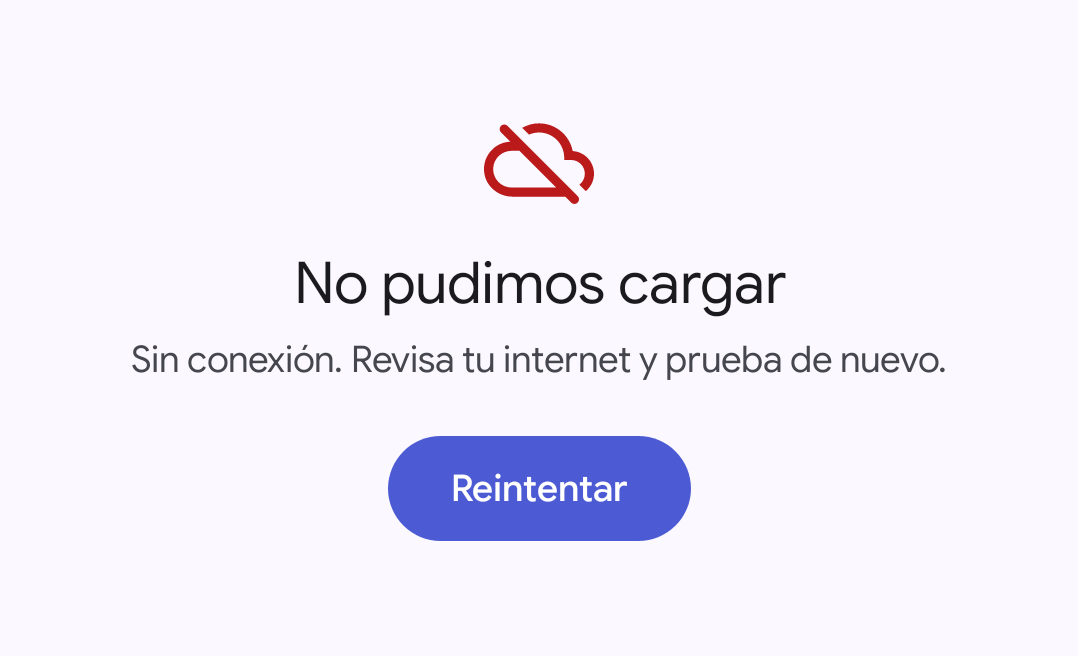 No pudimos cargar
Sin conexión. Revisa tu internet y prueba de nuevo.
Reintentar